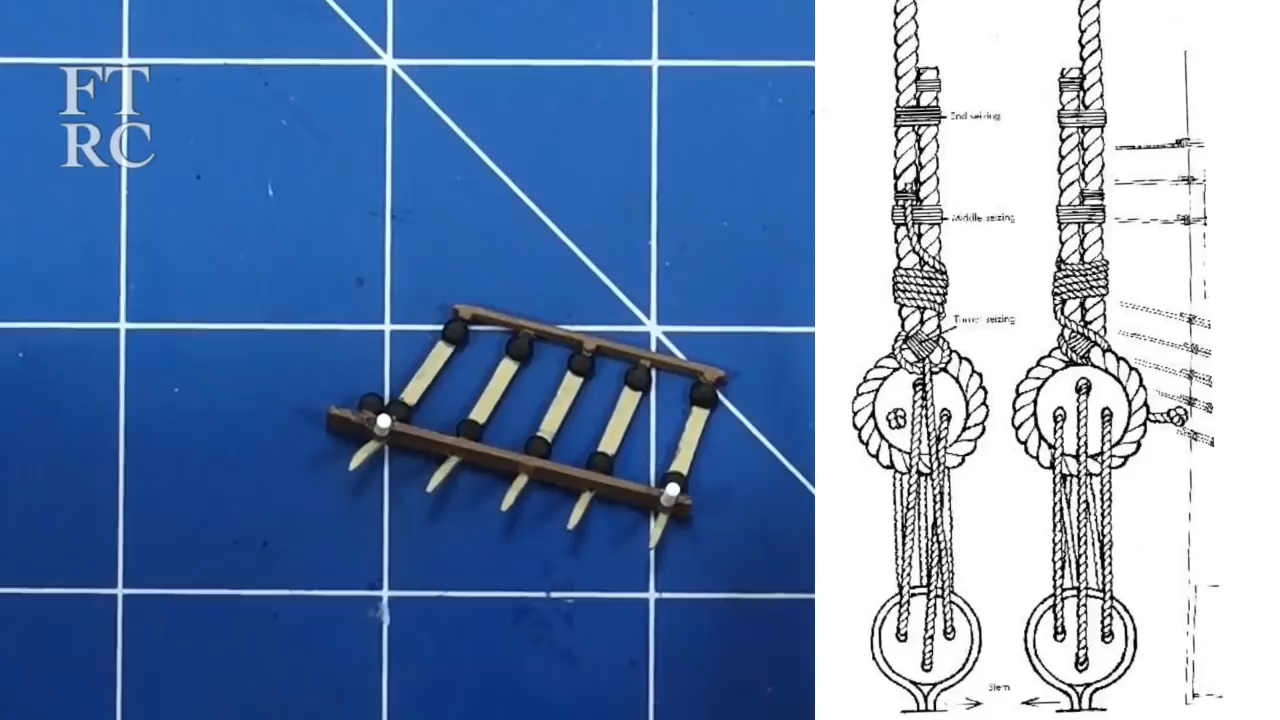 FT
RC
End seizing
Middle seizing
Throat seizing
Stem